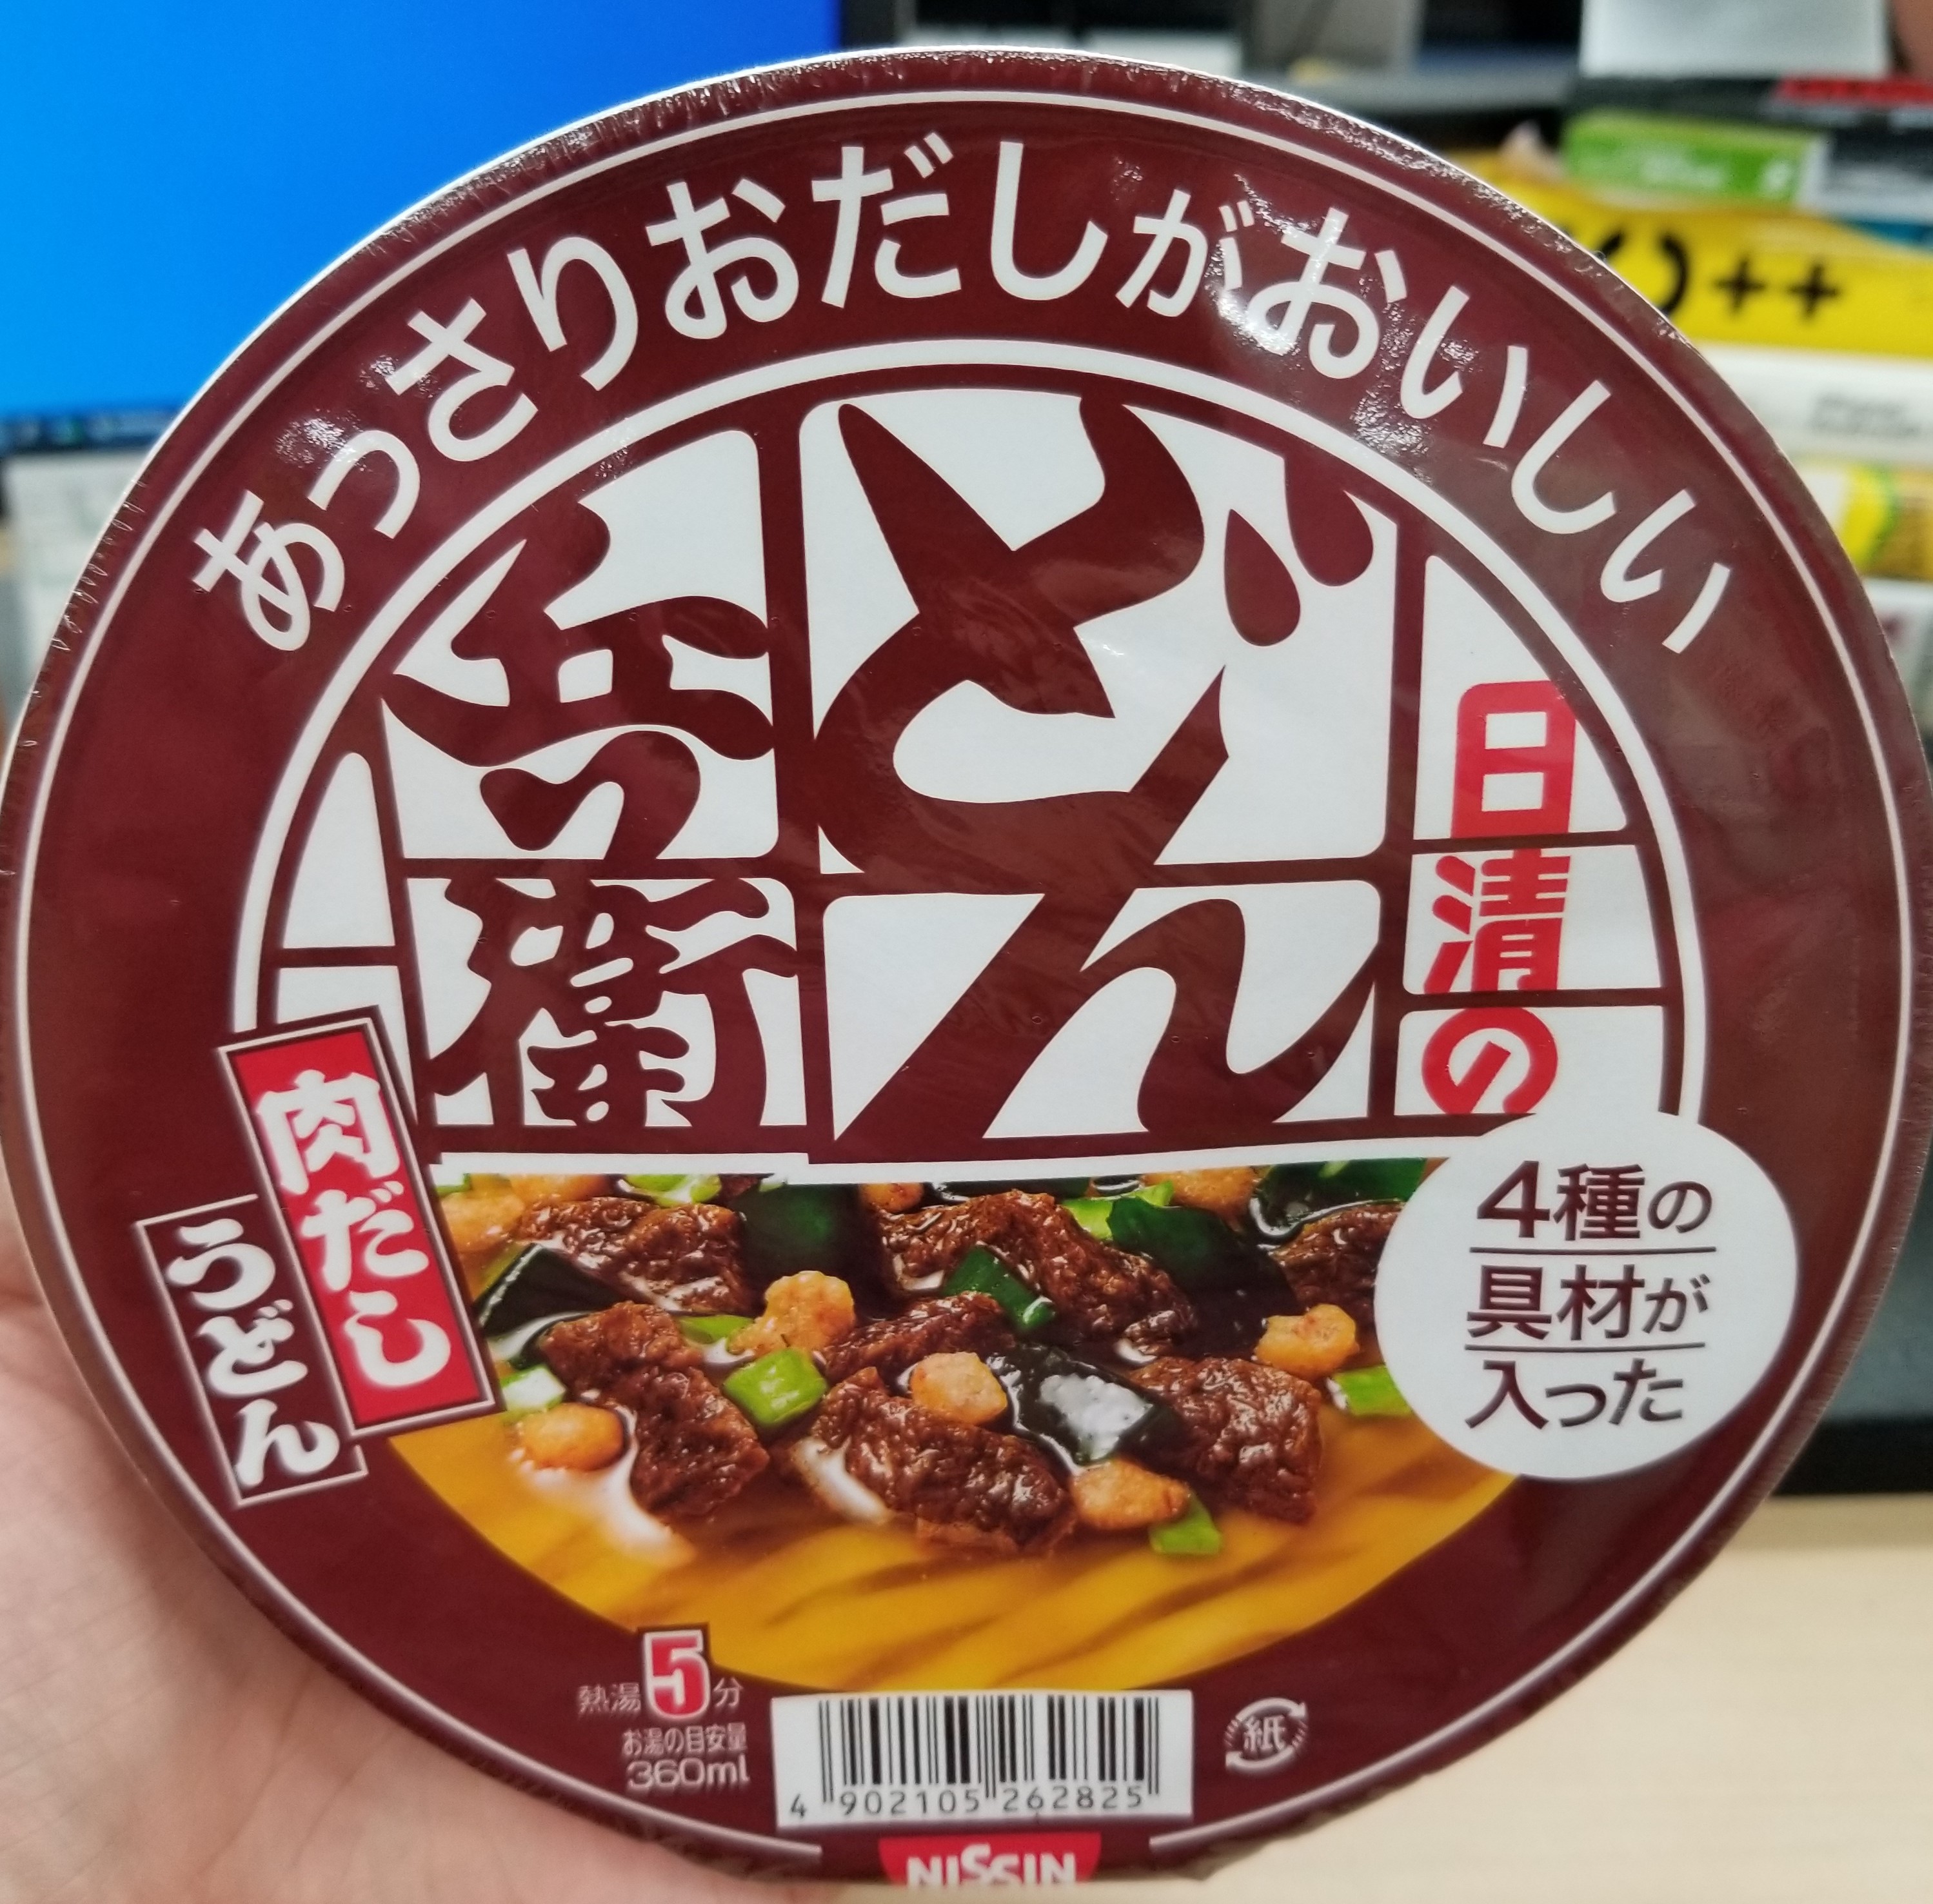 あっさりおだしがおいしい
日清の
どん
兵衛
肉だし
うどん
4種の
具材が
入った
熱湯5分
お湯の目安量
360ml
4 902105 262825
紙
NISSIN
++